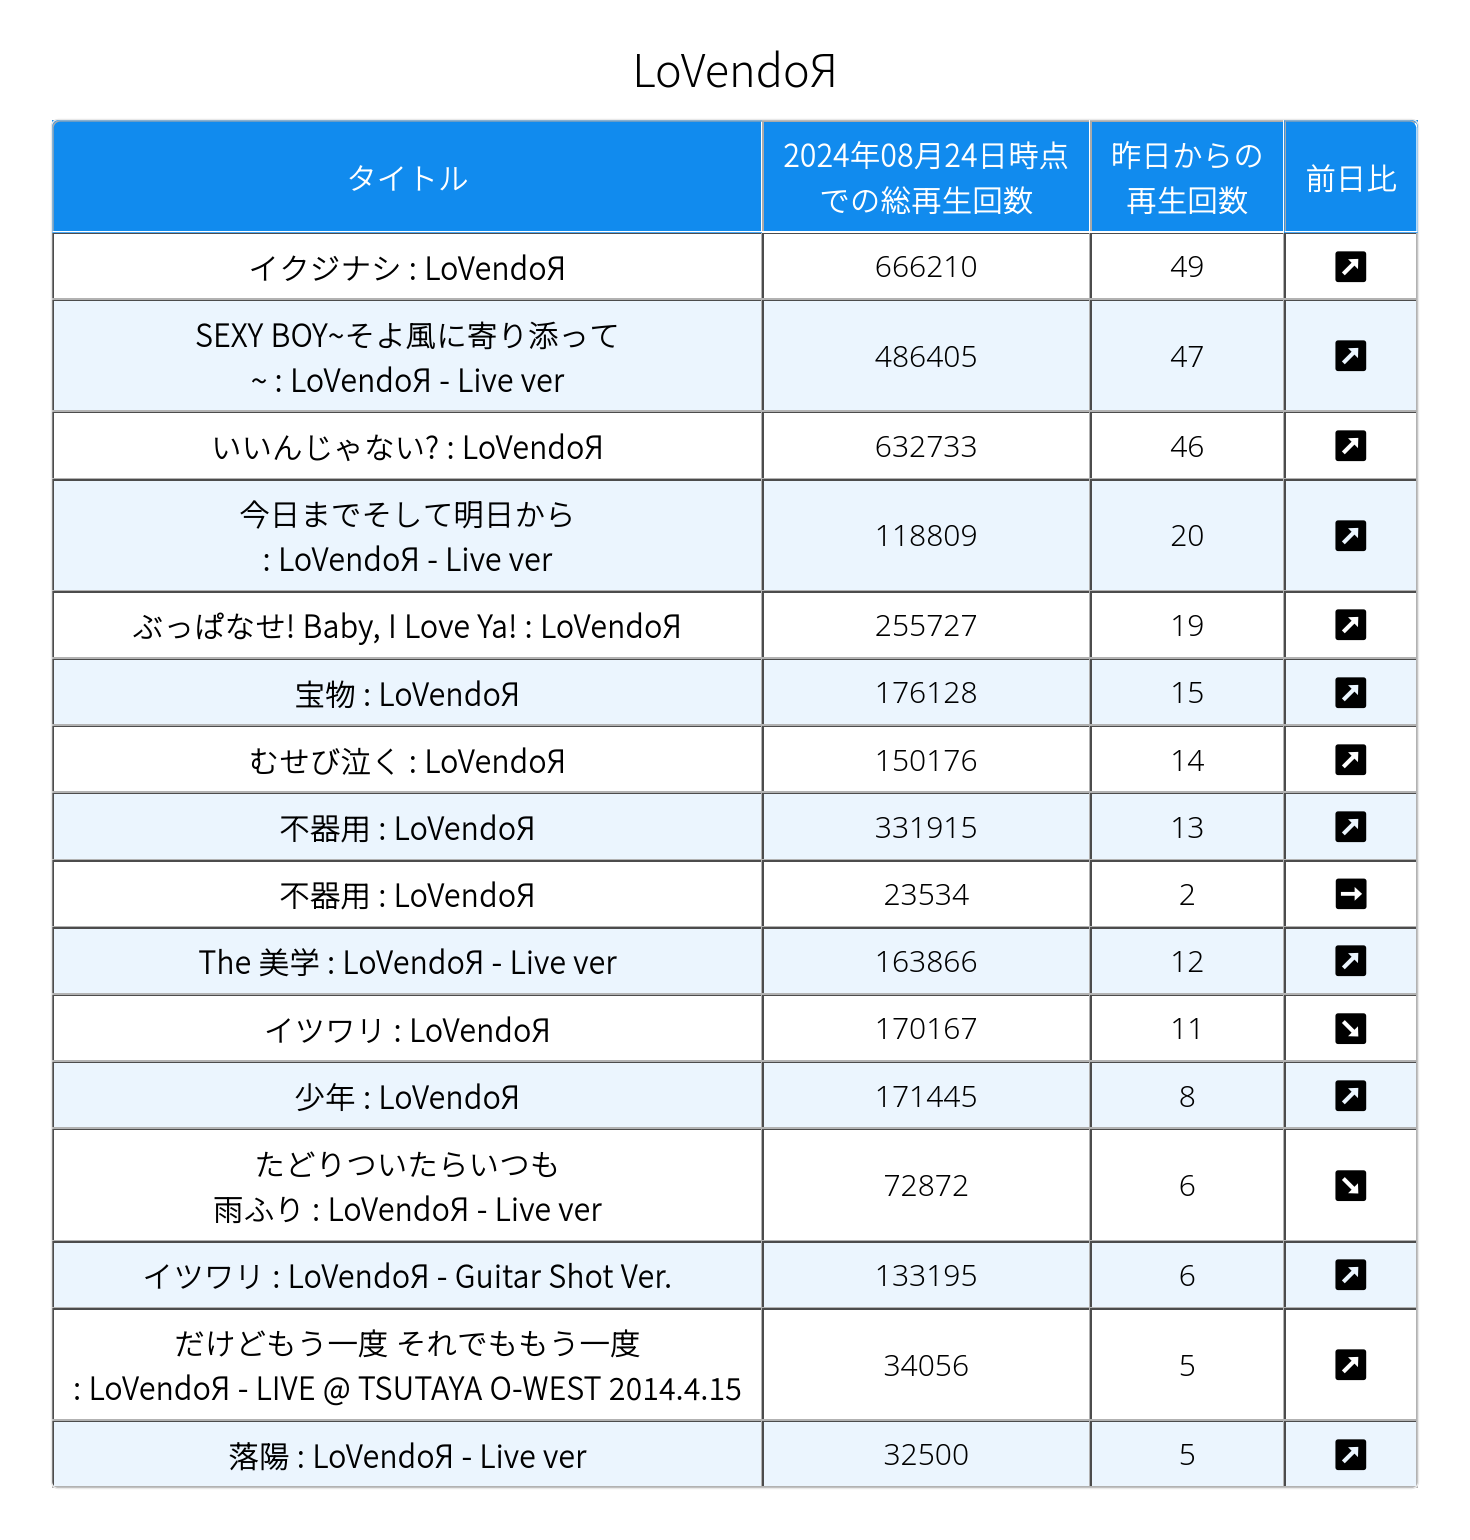 LoVendoЯ
タイトル
2024年08月24日時点
での総再生回数
昨日からの
再生回数
前日比
イクジナシ : LoVendoЯ
666210
49
SEXY BOY~そよ風に寄り添って
~ : LoVendoЯ - Live ver
486405
47
いいんじゃない? : LoVendoЯ
632733
46
今日までそして明日から
: LoVendoЯ - Live ver
118809
20
ぶっぱなせ! Baby, I Love Ya! : LoVendoЯ
255727
19
宝物 : LoVendoЯ
176128
15
むせび泣く : LoVendoЯ
150176
14
不器用 : LoVendoЯ
331915
13
不器用 : LoVendoЯ
23534
2
The 美学 : LoVendoЯ - Live ver
163866
12
イツワリ : LoVendoЯ
170167
11
少年 : LoVendoЯ
171445
8
たどりついたらいつも
雨ふり : LoVendoЯ - Live ver
72872
6
イツワリ : LoVendoЯ - Guitar Shot Ver.
133195
6
だけどもう一度 それでももう一度
: LoVendoЯ - LIVE @ TSUTAYA O-WEST 2014.4.15
34056
5
落陽 : LoVendoЯ - Live ver
32500
5